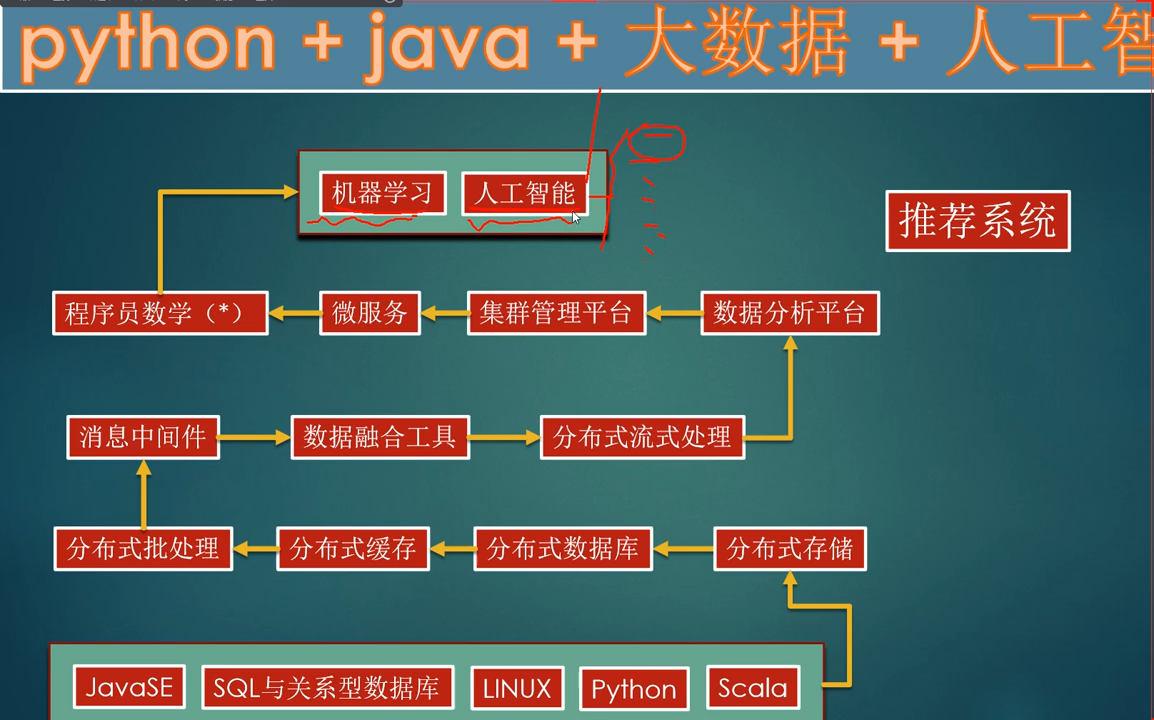 python + java + 大数据 + 人工智
机器学习 人工智能
推荐系统
程序员数学（*） 微服务 集群管理平台 数据分析平台
消息中间件 数据融合工具 分布式流式处理
分布式批处理 分布式缓存 分布式数据库 分布式存储
JavaSE SQL与关系型数据库 LINUX Python Scala